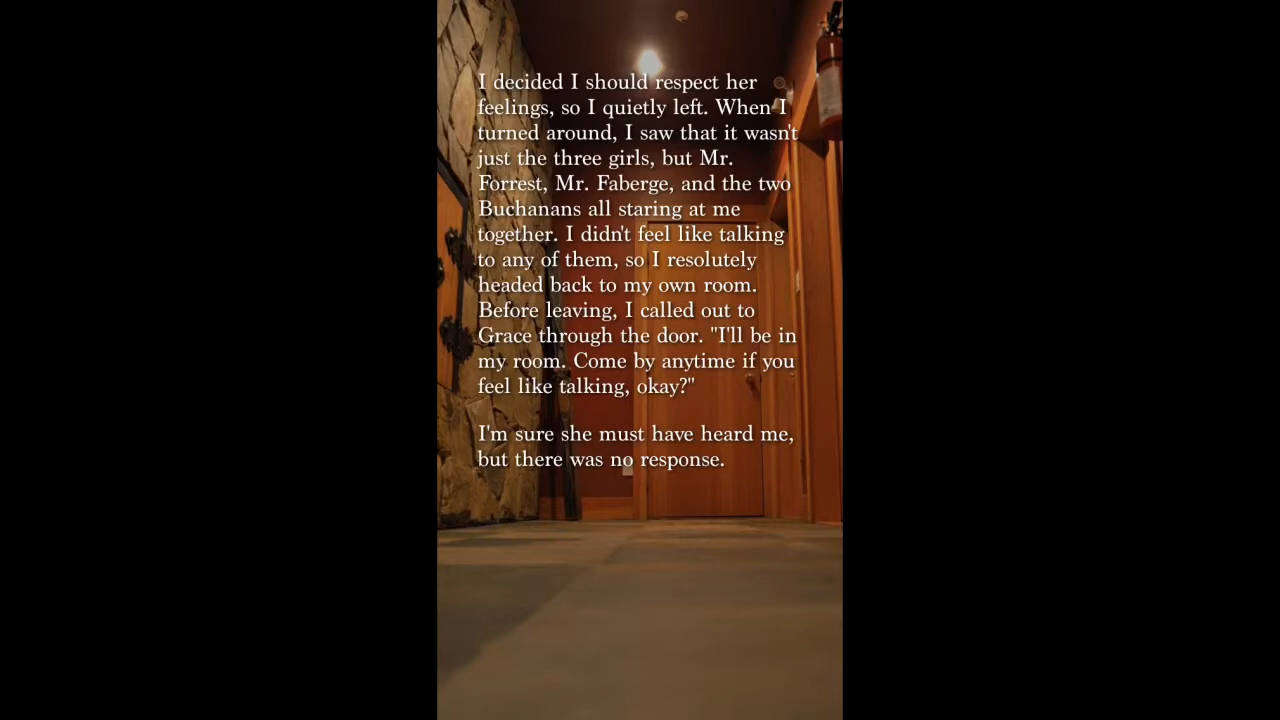 I decided I should respect her
feelings, so I quietly left. When I
turned around, I saw that it wasn't
just the three girls, but Mr.
Forrest, Mr. Faberge, and the two
Buchanans all staring at me
together. I didn't feel like talking
to any of them, so I resolutely
headed back to my own room.
Before leaving, I called out to
Grace through the door. "I'll be in
my room. Come by anytime if you
feel like talking, okay?"
I'm sure she must have heard me,
but there was no response.